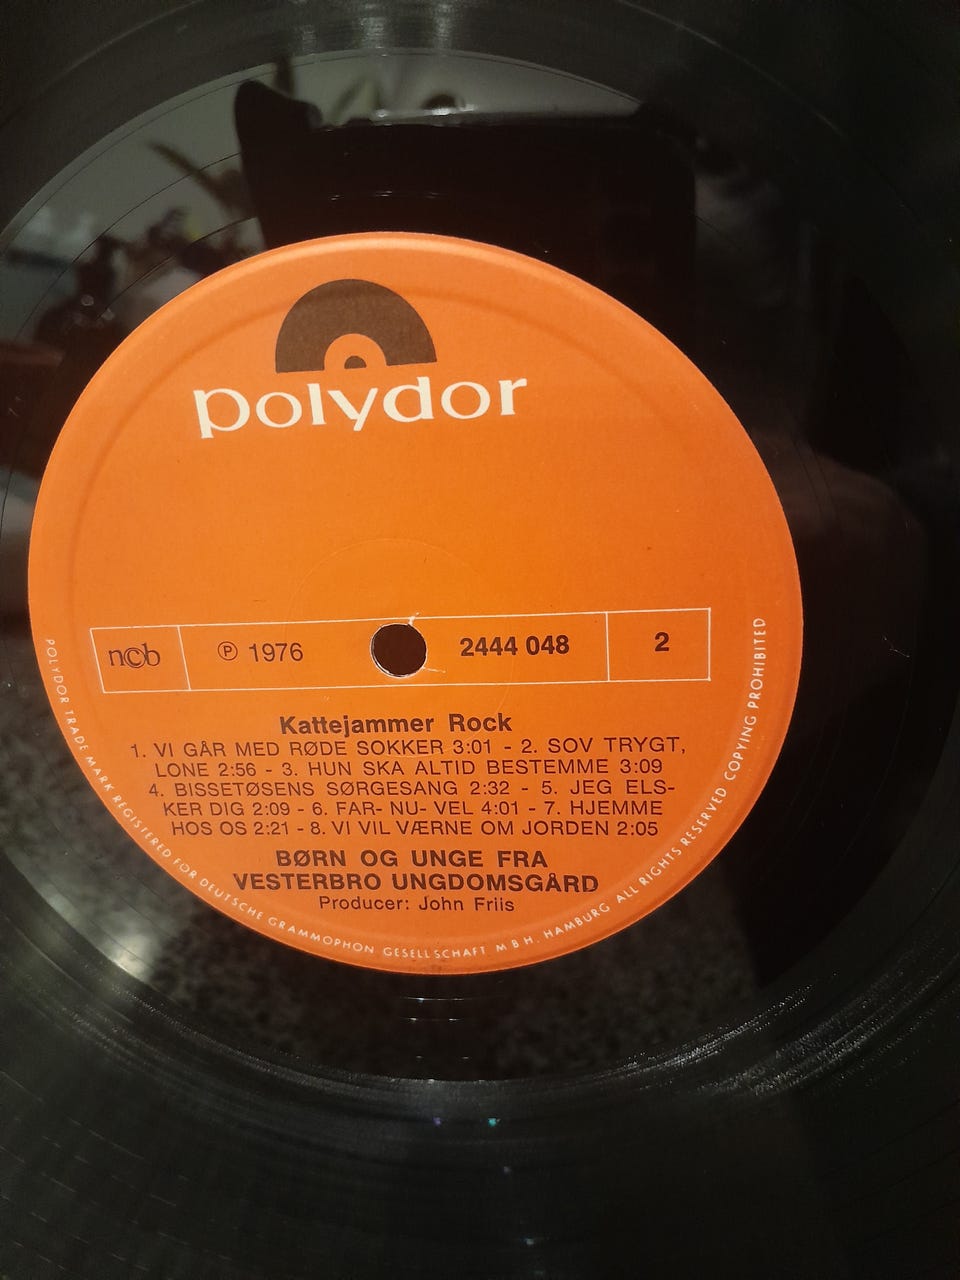 polydor
ncb ℗ 1976 2444 048 2
Kattejammer Rock
1. VI GÅR MED RØDE SOKKER 3:01 - 2. SOV TRYGT,
LONE 2:56 - 3. HUN SKA ALTID BESTEMME 3:09
4. BISSETØSENS SØRGESANG 2:32 - 5. JEG ELS-
KER DIG 2:09 - 6. FAR- NU- VEL 4:01 - 7. HJEMME
HOS OS 2:21 - 8. VI VIL VÆRNE OM JORDEN 2:05
BØRN OG UNGE FRA
VESTERBRO UNGDOMSGÅRD
Producer: John Friis
POLYDOR TRADE MARK REGISTERED FOR DEUTSCHE GRAMMOPHON GESELLSCHAFT M B H. HAMBURG ALL RIGHTS RESERVED COPYING PROHIBITED